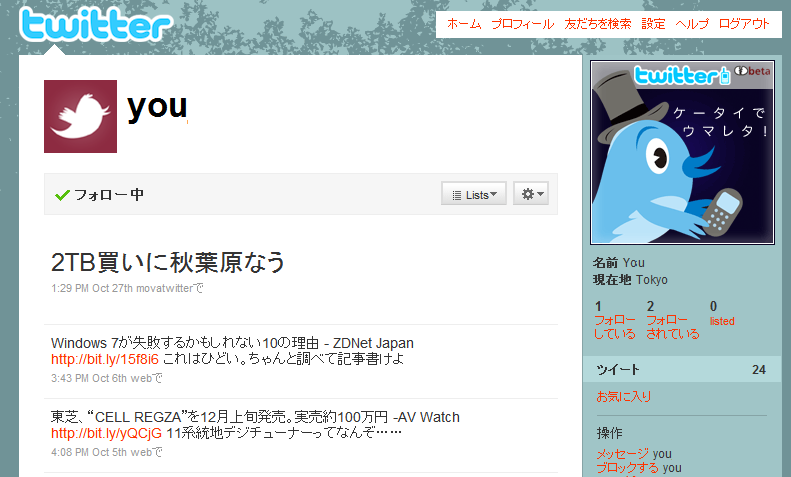 twitter
ホーム プロフィール 友だちを検索 設定 ヘルプ ログアウト
you
フォロー中
Lists
2TB買いに秋葉原なう
1:29 PM Oct 27th movatwitterで
Windows 7が失敗するかもしれない10の理由 - ZDNet Japan
http://bit.ly/15f8i6 これはひどい。ちゃんと調べて記事書けよ
3:43 PM Oct 6th webで
東芝、“CELL REGZA”を12月上旬発売。実売約100万円 -AV Watch
http://bit.ly/yQCjG 11系統地デジチューナーってなんぞ……
4:08 PM Oct 5th webで
twitter beta
ケータイで
ウマレタ!
名前 You
現在地 Tokyo
1 2 0
フォロー フォロー listed
している されている
ツイート 24
お気に入り
操作
メッセージ you
ブロックする you